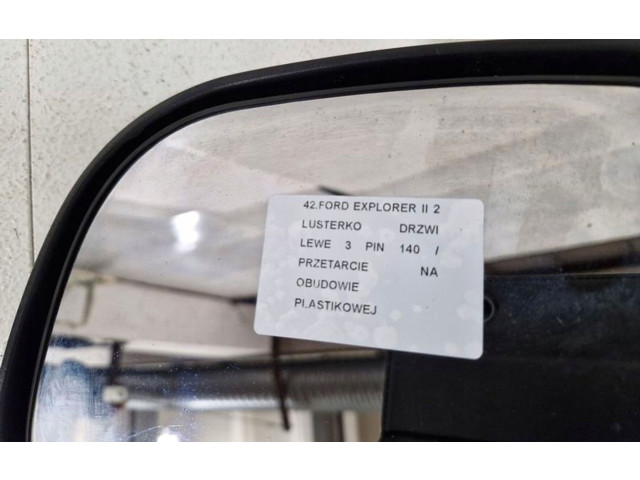 42.FORD EXPLORER II 2
LUSTERKO DRZWI
LEWE 3 PIN 140 /
PRZETARCIE NA
OBUDOWIE
PLASTIKOWEJ